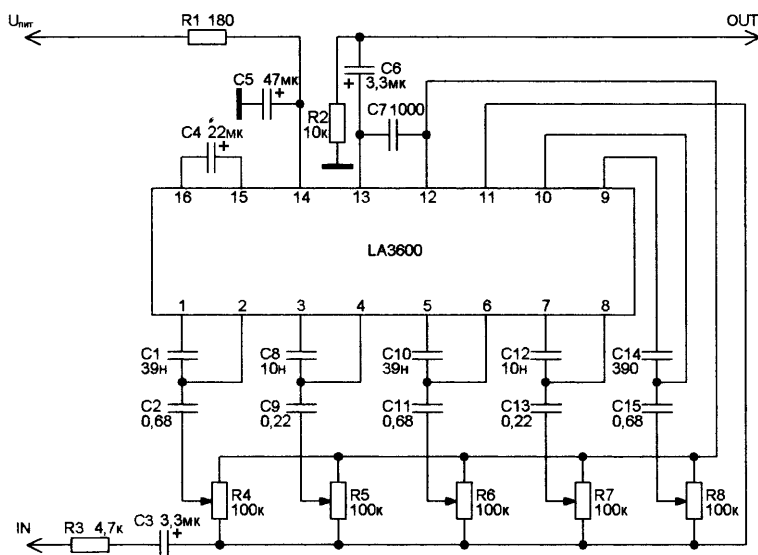 Uпит
R1 180
OUT
C5 47мк
+
C6
3,3мк
+
C7 1000
R2
10к
C4 22мк
+
16 15 14 13 12 11 10 9
LA3600
1 2 3 4 5 6 7 8
C1
39н
C8
10н
C10
39н
C12
10н
C14
390
C2
0,68
C9
0,22
C11
0,68
C13
0,22
C15
0,68
R4
100к
R5
100к
R6
100к
R7
100к
R8
100к
IN
R3 4,7к
C3 3,3мк
+